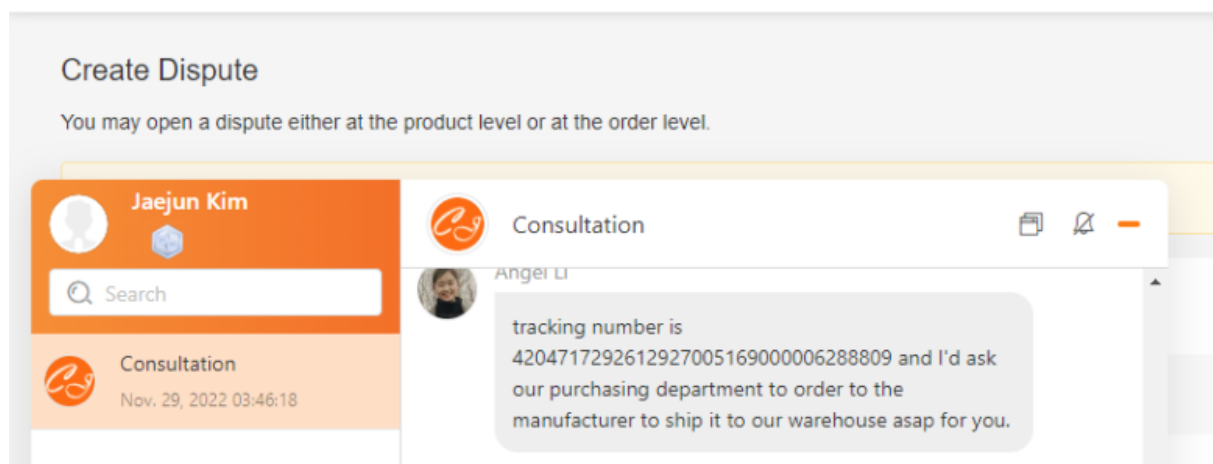 Create Dispute
You may open a dispute either at the product level or at the order level.
Jaejun Kim
Search
Consultation
Nov. 29, 2022 03:46:18
CJ
Consultation
Angel Li
tracking number is
4204717292612927005169000006288809 and I'd ask
our purchasing department to order to the
manufacturer to ship it to our warehouse asap for you.